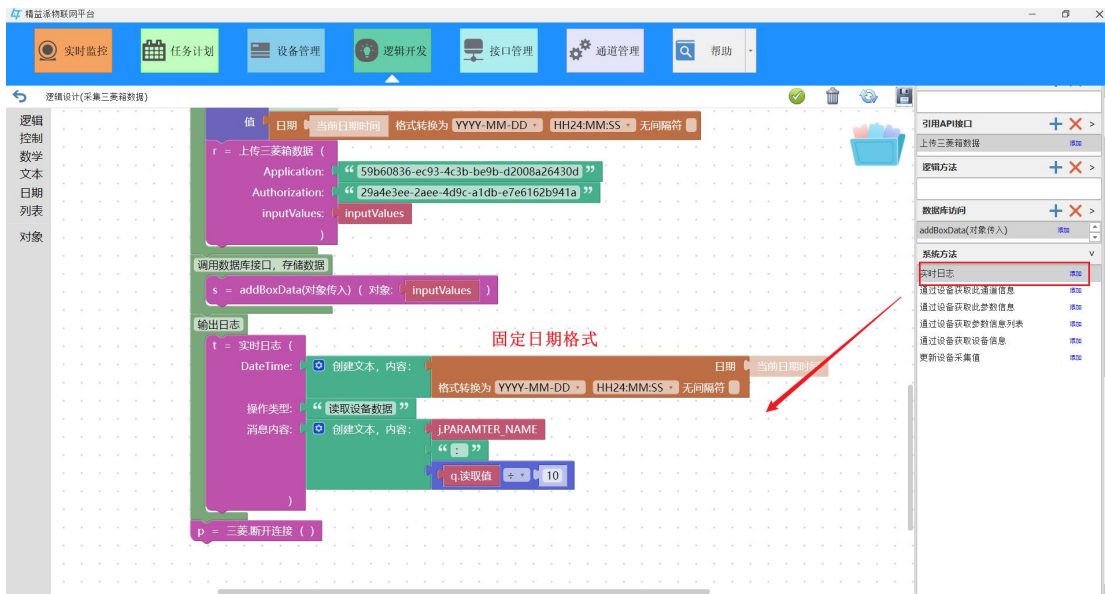 精益派物联网平台
实时监控
任务计划
设备管理
逻辑开发
接口管理
通道管理
帮助
逻辑设计(采集三菱箱数据)
逻辑
控制
数学
文本
日期
列表
对象
值 日期 当前日期时间 格式转换为 YYYY-MM-DD HH24:MM:SS 无间隔符
r = 上传三菱箱数据 (
Application: “ 59b60836-ec93-4c3b-be9b-d2008a26430d ”
Authorization: “ 29a4e3ee-2aee-4d9c-a1db-e7e6162b941a ”
inputValues: inputValues
)
调用数据库接口，存储数据
s = addBoxData(对象传入) ( 对象: inputValues )
输出日志
固定日期格式
t = 实时日志 (
DateTime: 创建文本，内容: 日期 当前日期时间
格式转换为 YYYY-MM-DD HH24:MM:SS 无间隔符
操作类型: “ 读取设备数据 ”
消息内容: 创建文本，内容: j.PARAMTER_NAME
“ : ”
q.读取值 ÷ 10
)
p = 三菱.断开连接 ( )
引用API接口 >
上传三菱箱数据 添加
逻辑方法 >
数据库访问 >
addBoxData(对象传入) 添加
系统方法 v
实时日志 添加
通过设备获取此通道信息 添加
通过设备获取此参数信息 添加
通过设备获取参数信息列表 添加
通过设备获取设备信息 添加
更新设备采集值 添加